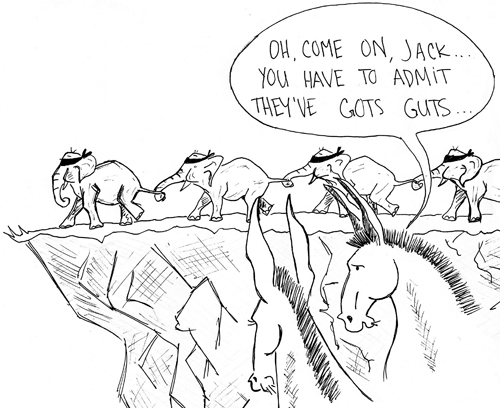 OH, COME ON, JACK...
YOU HAVE TO ADMIT
THEY'VE GOTS GUTS...